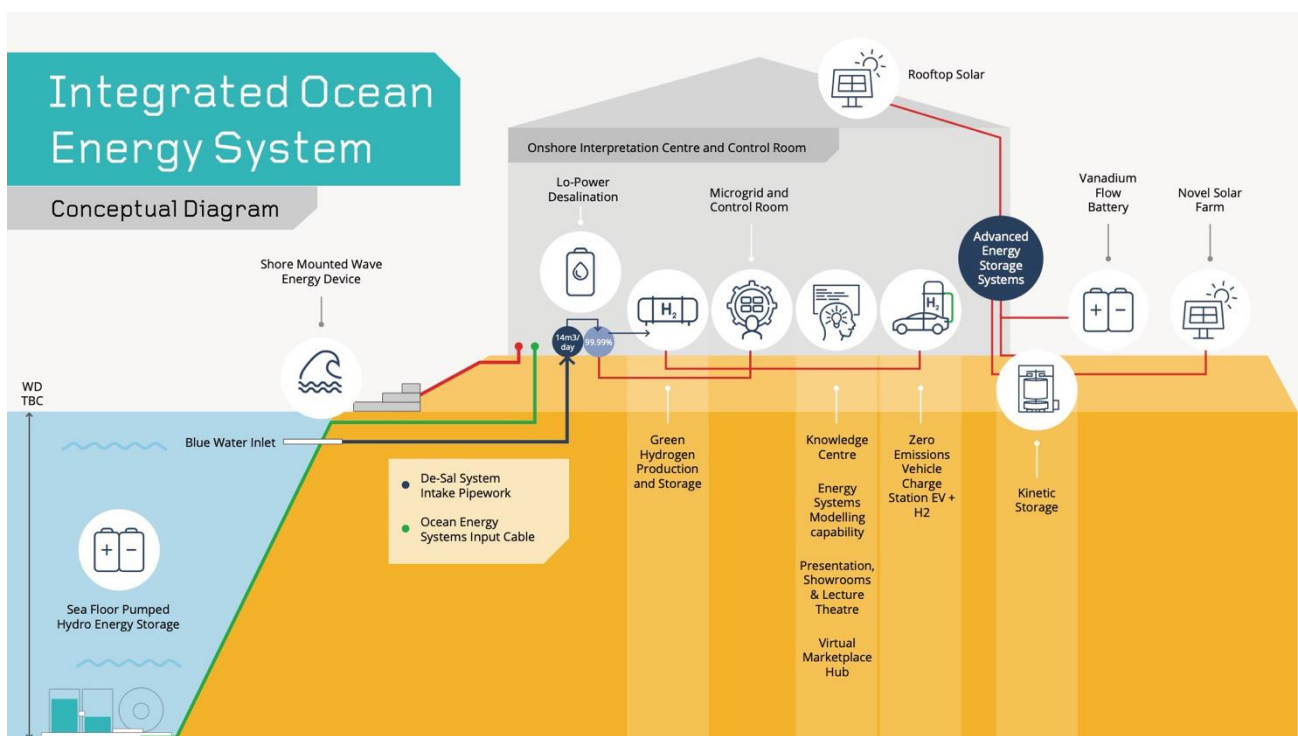 Integrated Ocean
Energy System
Conceptual Diagram
Rooftop Solar
Onshore Interpretation Centre and Control Room
Lo-Power
Desalination
Microgrid and
Control Room
Vanadium
Flow
Battery
Novel Solar
Farm
Advanced
Energy
Storage
Systems
Shore Mounted Wave
Energy Device
H2
H2
14m3/
day
99.99%
WD
TBC
Blue Water Inlet
De-Sal System
Intake Pipework
Ocean Energy
Systems Input Cable
Green
Hydrogen
Production
and Storage
Knowledge
Centre
Energy
Systems
Modelling
capability
Presentation,
Showrooms
& Lecture
Theatre
Virtual
Marketplace
Hub
Zero
Emissions
Vehicle
Charge
Station EV +
H2
Kinetic
Storage
Sea Floor Pumped
Hydro Energy Storage